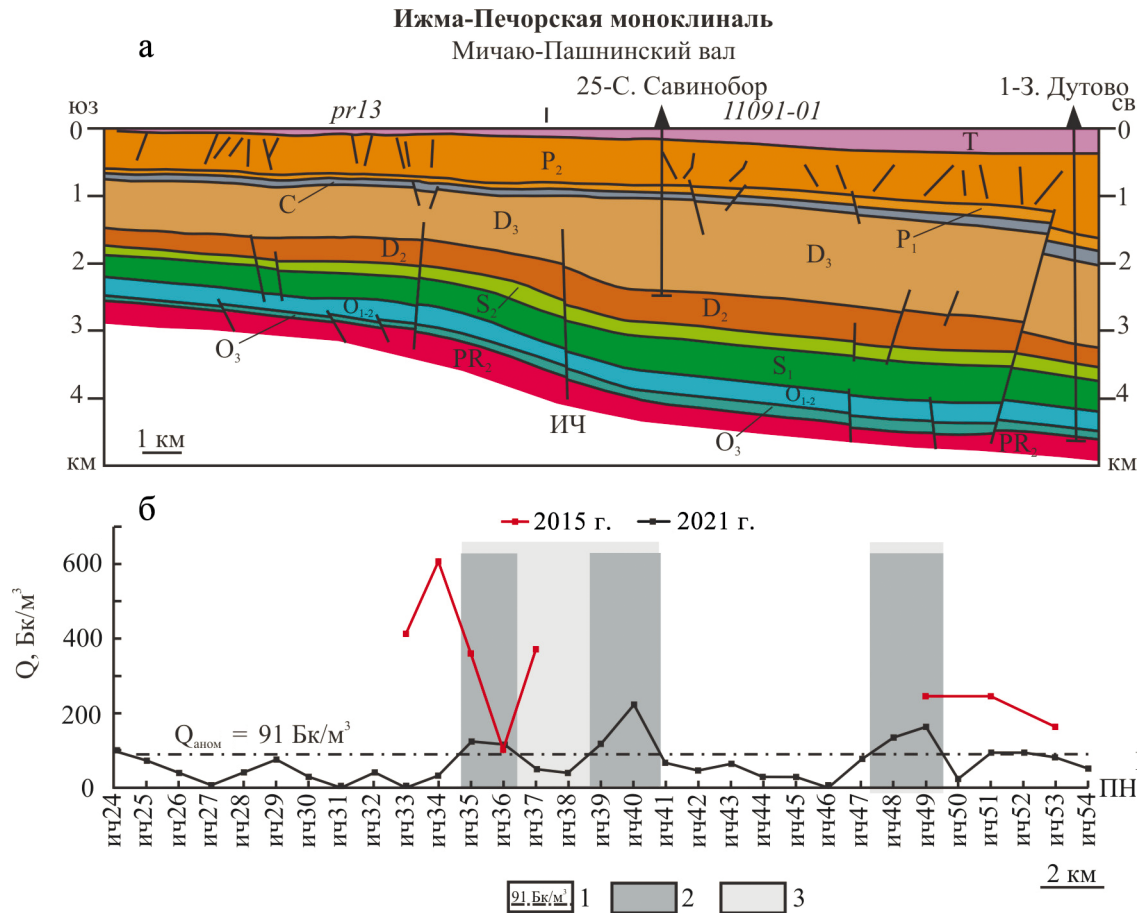 Ижма-Печорская моноклиналь
Мичаю-Пашнинский вал
а
25-С. Савинобор
1-З. Дутово
юз
pr13
11091-01
св
0
0
T
P₂
1
1
C
D₃
P₁
D₂
D₃
2
2
S₂
D₂
O₁₋₂
3
3
O₃
PR₂
S₁
O₁₋₂
4
4
ИЧ
O₃
PR₂
1 км
км
км
б
2015 г.
2021 г.
600
400
200
0
Q, Бк/м³
Qаном = 91 Бк/м³
ПН
ич24
ич25
ич26
ич27
ич28
ич29
ич30
ич31
ич32
ич33
ич34
ич35
ич36
ич37
ич38
ич39
ич40
ич41
ич42
ич43
ич44
ич45
ич46
ич47
ич48
ич49
ич50
ич51
ич52
ич53
ич54
2 км
91 Бк/м³ 1 2 3